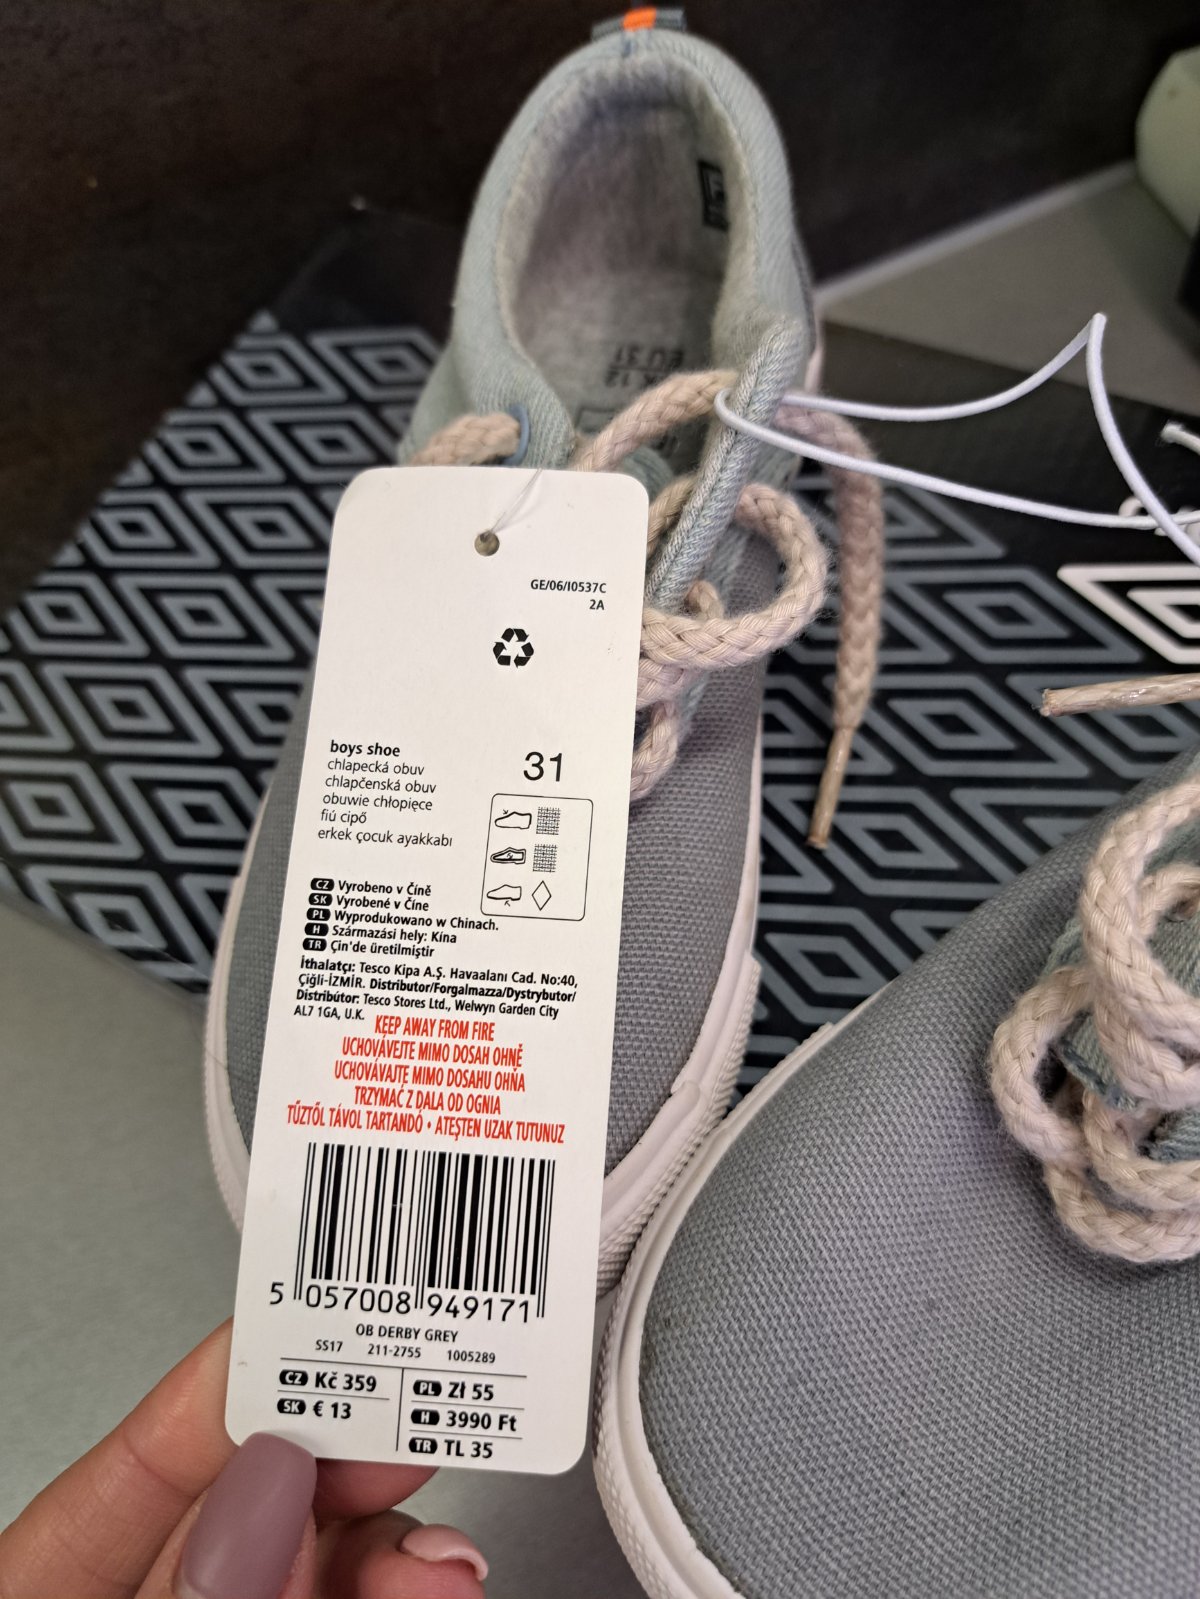 EU 31
GE/06/I0537C
2A
boys shoe
chlapecká obuv
chlapčenská obuv
obuwie chłopięce
fiú cipő
erkek çocuk ayakkabı
31
CZ Vyrobeno v Číně
SK Vyrobené v Číne
PL Wyprodukowano w Chinach.
H Származási hely: Kína
TR Çin'de üretilmiştir
İthalatçı: Tesco Kipa A.Ş. Havaalanı Cad. No:40,
Çiğli-İZMİR. Distributor/Forgalmazza/Dystrybutor/
Distribútor: Tesco Stores Ltd., Welwyn Garden City
AL7 1GA, U.K.
KEEP AWAY FROM FIRE
UCHOVÁVEJTE MIMO DOSAH OHNĚ
UCHOVÁVAJTE MIMO DOSAHU OHŇA
TRZYMAĆ Z DALA OD OGNIA
TŰZTŐL TÁVOL TARTANDÓ • ATEŞTEN UZAK TUTUNUZ
5 057008 949171
OB DERBY GREY
SS17 211-2755 1005289
CZ Kč 359
SK € 13
PL Zł 55
H 3990 Ft
TR TL 35